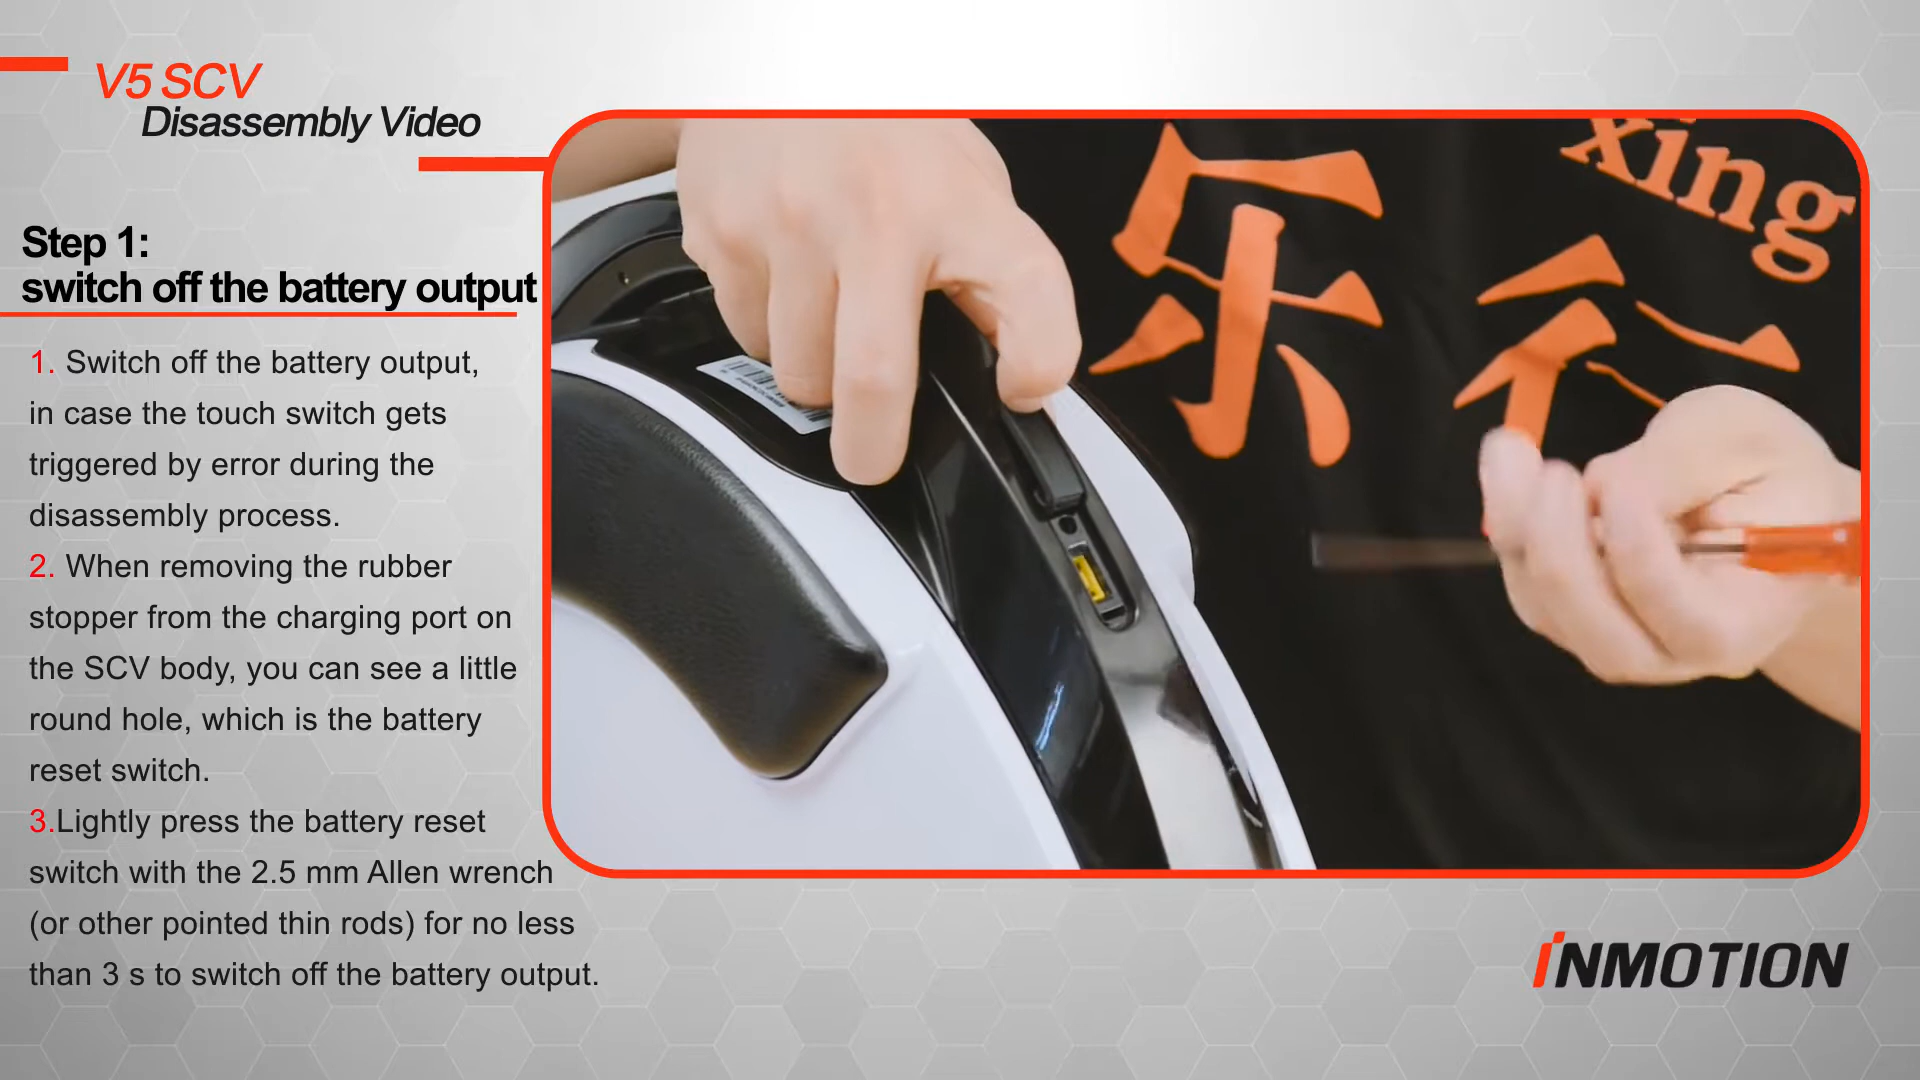 V5 SCV
Disassembly Video
Step 1:
switch off the battery output
1. Switch off the battery output,
in case the touch switch gets
triggered by error during the
disassembly process.
2. When removing the rubber
stopper from the charging port on
the SCV body, you can see a little
round hole, which is the battery
reset switch.
3.Lightly press the battery reset
switch with the 2.5 mm Allen wrench
(or other pointed thin rods) for no less
than 3 s to switch off the battery output.
xing
乐行
INMOTION